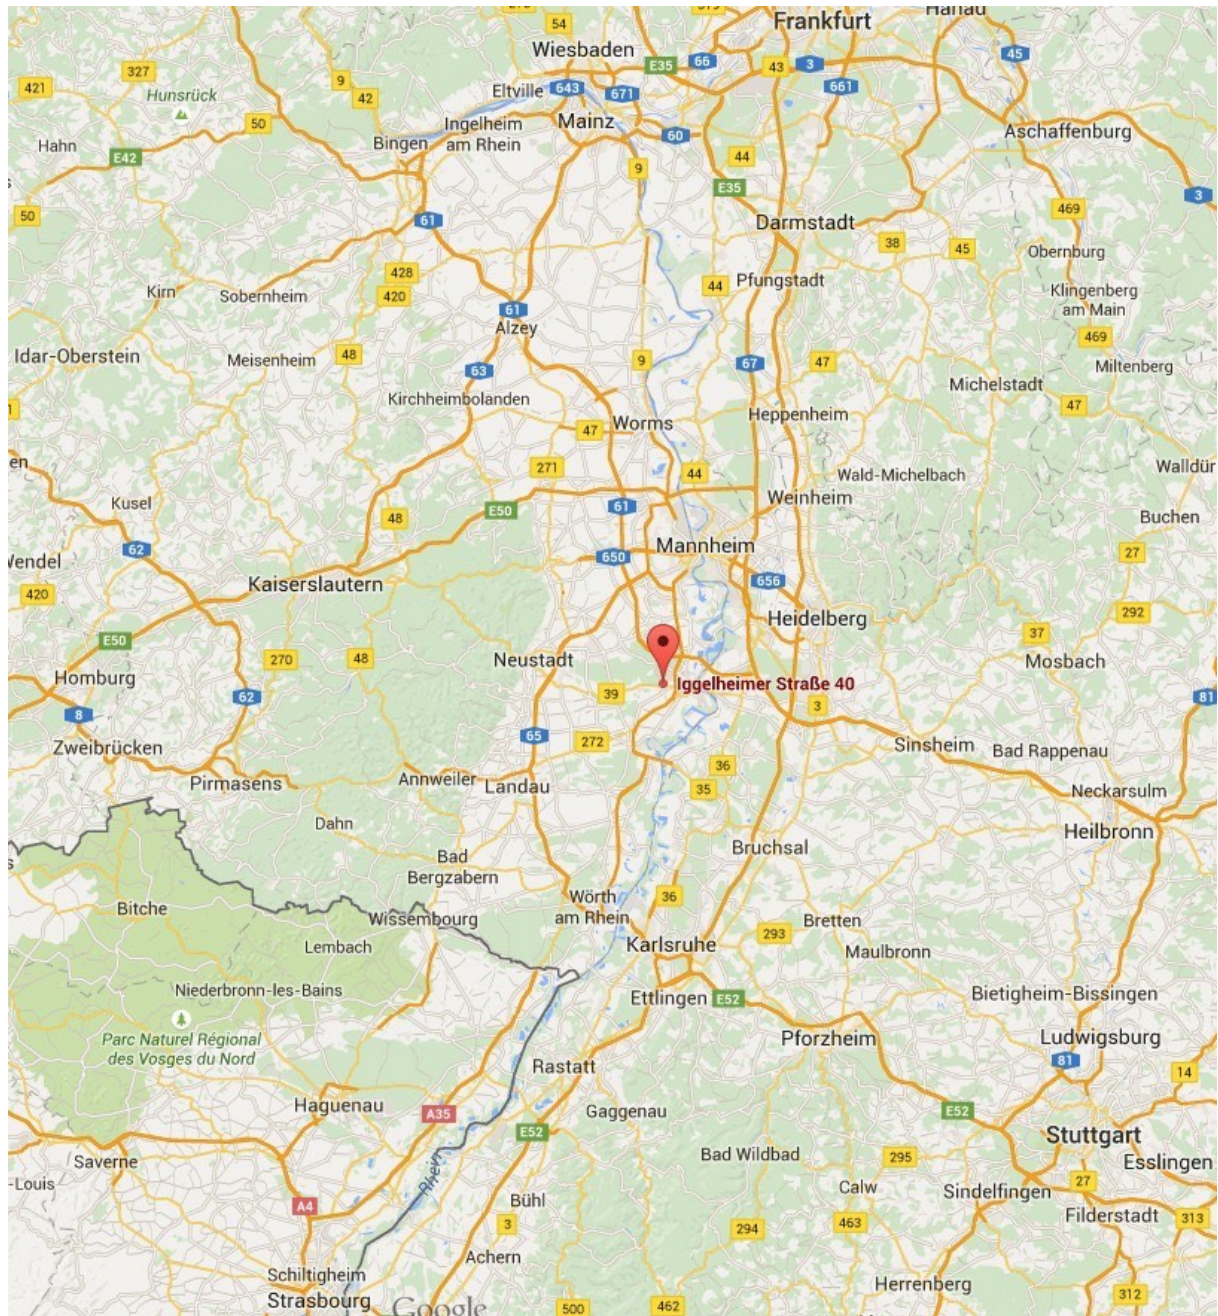 Frankfurt
Hanau
54
Wiesbaden
E35
66
43
3
45
327
421
9
42
Hunsrück
Eltville
643
671
661
50
Ingelheim
am Rhein
Mainz
60
Aschaffenburg
Hahn
E42
Bingen
44
9
E35
3
50
61
469
Darmstadt
38
45
Obernburg
428
420
Kirn
Sobernheim
Pfungstadt
44
Klingenberg
am Main
61
Alzey
469
Idar-Oberstein
Meisenheim
48
63
9
67
47
Miltenberg
Kirchheimbolanden
Michelstadt
47
Worms
Heppenheim
47
271
44
Wald-Michelbach
Walldür
en
Kusel
48
E50
61
Weinheim
Buchen
62
650
Mannheim
27
Wendel
420
Kaiserslautern
656
292
E50
Heidelberg
37
270
48
Neustadt
Mosbach
Homburg
62
39
Iggelheimer Straße 40
3
81
8
65
272
Zweibrücken
Sinsheim
Bad Rappenau
Pirmasens
Annweiler
Landau
36
35
Neckarsulm
Dahn
Heilbronn
Bad
Bergzabern
Bruchsal
Bitche
Wissembourg
Wörth
am Rhein
36
Bretten
Lembach
Karlsruhe
293
Maulbronn
Niederbronn-les-Bains
Ettlingen
E52
Bietigheim-Bissingen
Parc Naturel Régional
des Vosges du Nord
Pforzheim
Ludwigsburg
81
Rastatt
14
Haguenau
A35
Gaggenau
E52
E52
Stuttgart
Saverne
Bad Wildbad
295
Esslingen
-Louis
Rhein
Calw
Sindelfingen
27
A4
Bühl
3
294
463
Filderstadt
313
Achern
Schiltigheim
Strasbourg
Herrenberg
Google
500
462